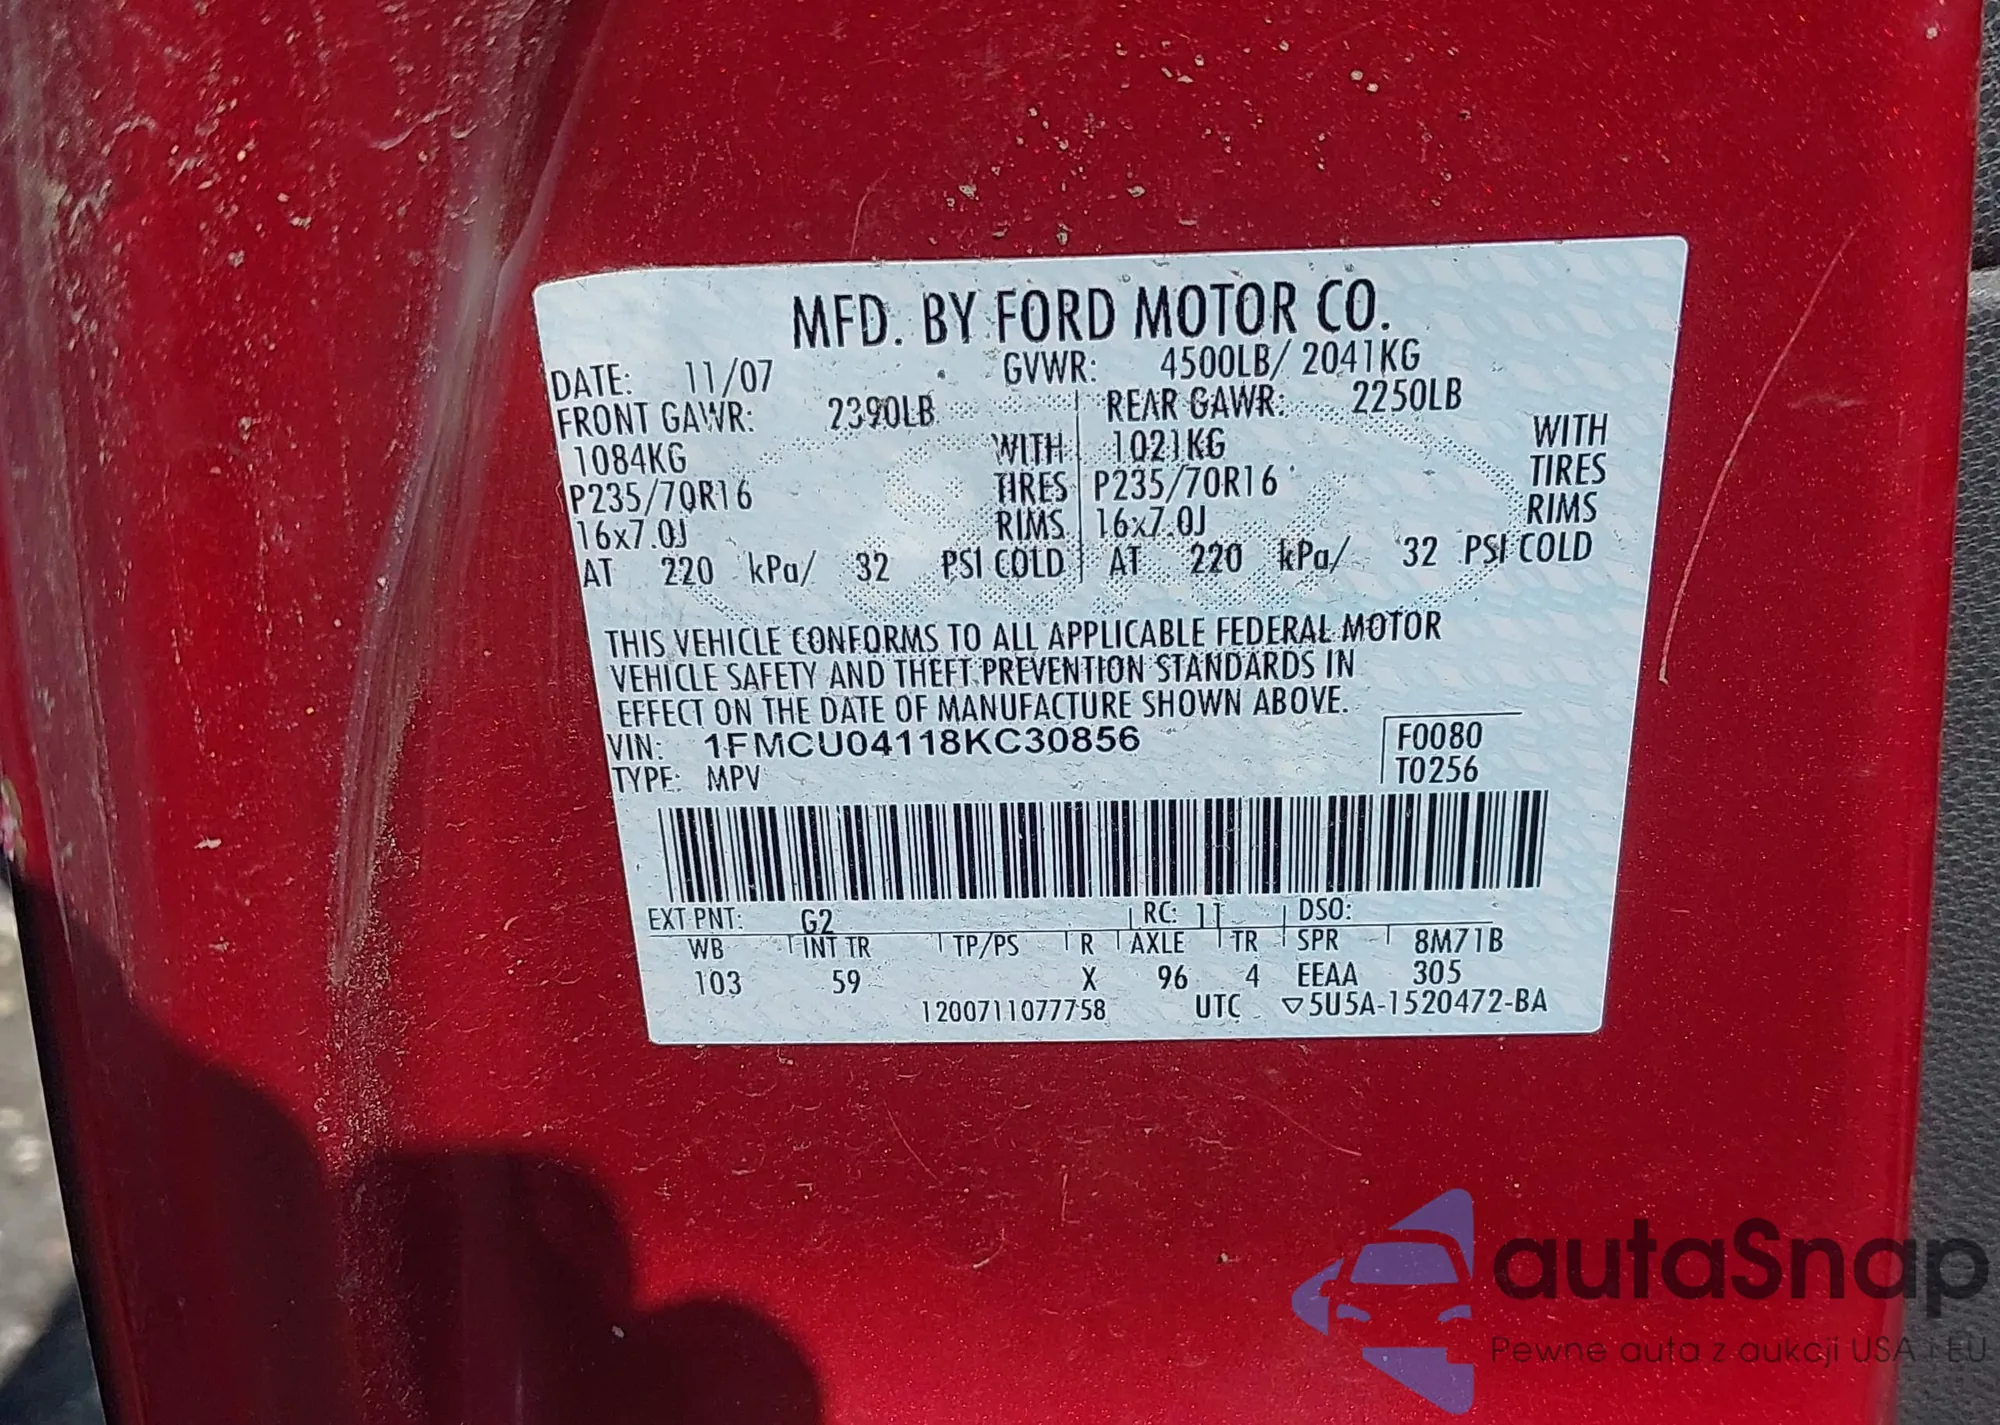 MFD. BY FORD MOTOR CO.
DATE: 11/07 GVWR: 4500LB/ 2041KG
FRONT GAWR: 2390LB REAR GAWR: 2250LB
1084KG WITH 1021KG WITH
P235/70R16 TIRES P235/70R16 TIRES
16x7.0J RIMS 16x7.0J RIMS
AT 220 kPa/ 32 PSI COLD AT 220 kPa/ 32 PSI COLD
THIS VEHICLE CONFORMS TO ALL APPLICABLE FEDERAL MOTOR
VEHICLE SAFETY AND THEFT PREVENTION STANDARDS IN
EFFECT ON THE DATE OF MANUFACTURE SHOWN ABOVE.
VIN: 1FMCU04118KC30856 F0080
TYPE: MPV T0256
EXT PNT: G2 RC: 11 DSO:
WB INT TR TP/PS R AXLE TR SPR 8M71B
103 59 X 96 4 EEAA 305
1200711077758 UTC ▽5U5A-1520472-BA
autaSnap
Pewne auta z aukcji USA i EU